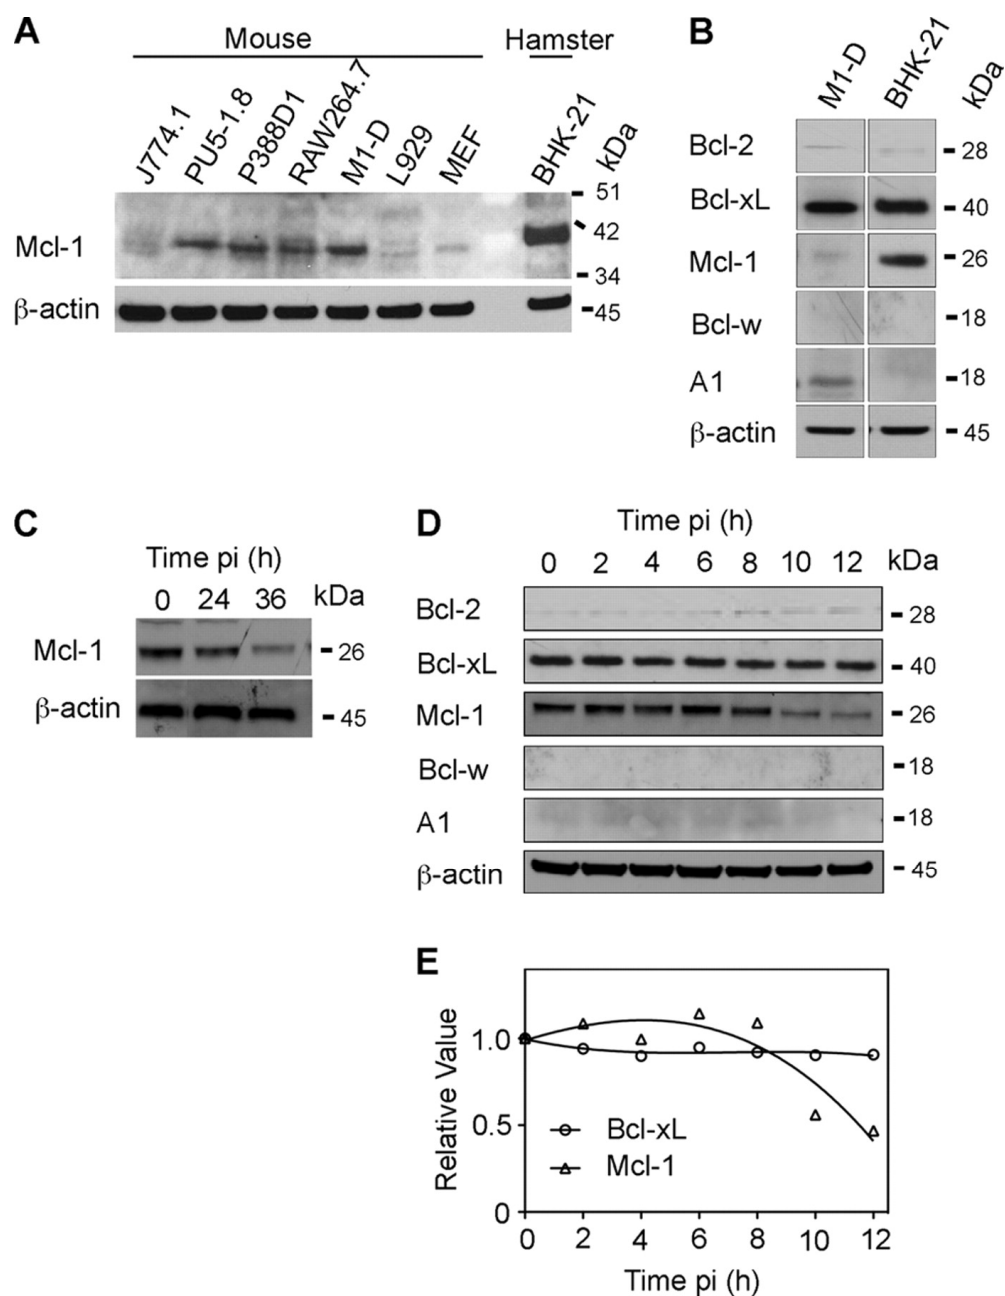 A
Mouse
Hamster
J774.1 PU5-1.8 P388D1 RAW264.7 M1-D L929 MEF BHK-21 kDa
51
Mcl-1 42
34
β-actin 45
B
M1-D BHK-21 kDa
Bcl-2 28
Bcl-xL 40
Mcl-1 26
Bcl-w 18
A1 18
β-actin 45
C
Time pi (h)
0 24 36 kDa
Mcl-1 26
β-actin 45
D
Time pi (h)
0 2 4 6 8 10 12 kDa
Bcl-2 28
Bcl-xL 40
Mcl-1 26
Bcl-w 18
A1 18
β-actin 45
E
Relative Value
1.0
0.5
0
Bcl-xL
Mcl-1
0 2 4 6 8 10 12
Time pi (h)